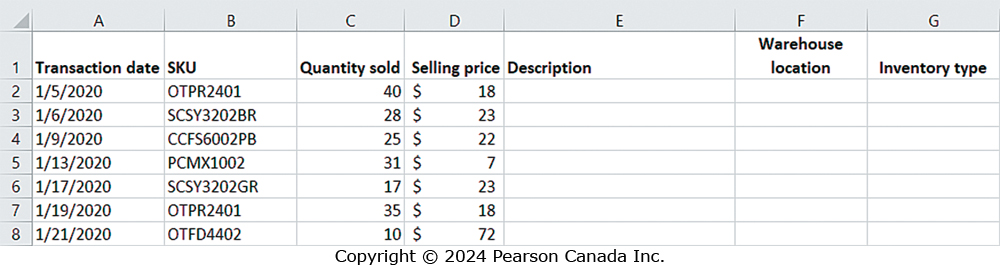 A B C D E F G
1 Transaction date SKU Quantity sold Selling price Description Warehouse location Inventory type
2 1/5/2020 OTPR2401 40 $ 18
3 1/6/2020 SCSY3202BR 28 $ 23
4 1/9/2020 CCFS6002PB 25 $ 22
5 1/13/2020 PCMX1002 31 $ 7
6 1/17/2020 SCSY3202GR 17 $ 23
7 1/19/2020 OTPR2401 35 $ 18
8 1/21/2020 OTFD4402 10 $ 72
Copyright © 2024 Pearson Canada Inc.